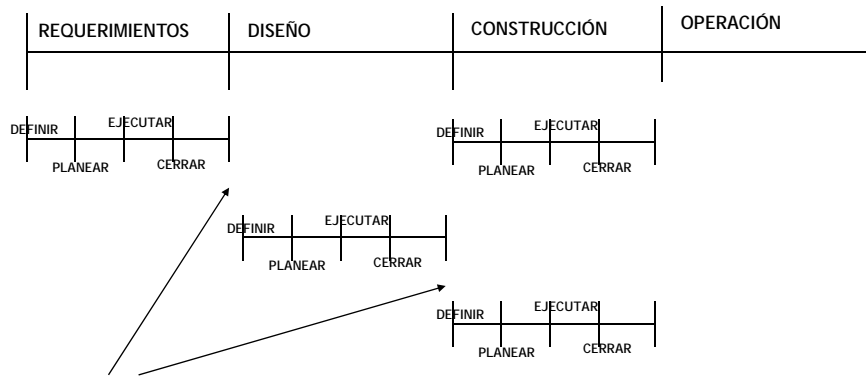 REQUERIMIENTOS DISEÑO CONSTRUCCIÓN OPERACIÓN
DEFINIR EJECUTAR DEFINIR EJECUTAR
PLANEAR CERRAR PLANEAR CERRAR
DEFINIR EJECUTAR
PLANEAR CERRAR
DEFINIR EJECUTAR
PLANEAR CERRAR